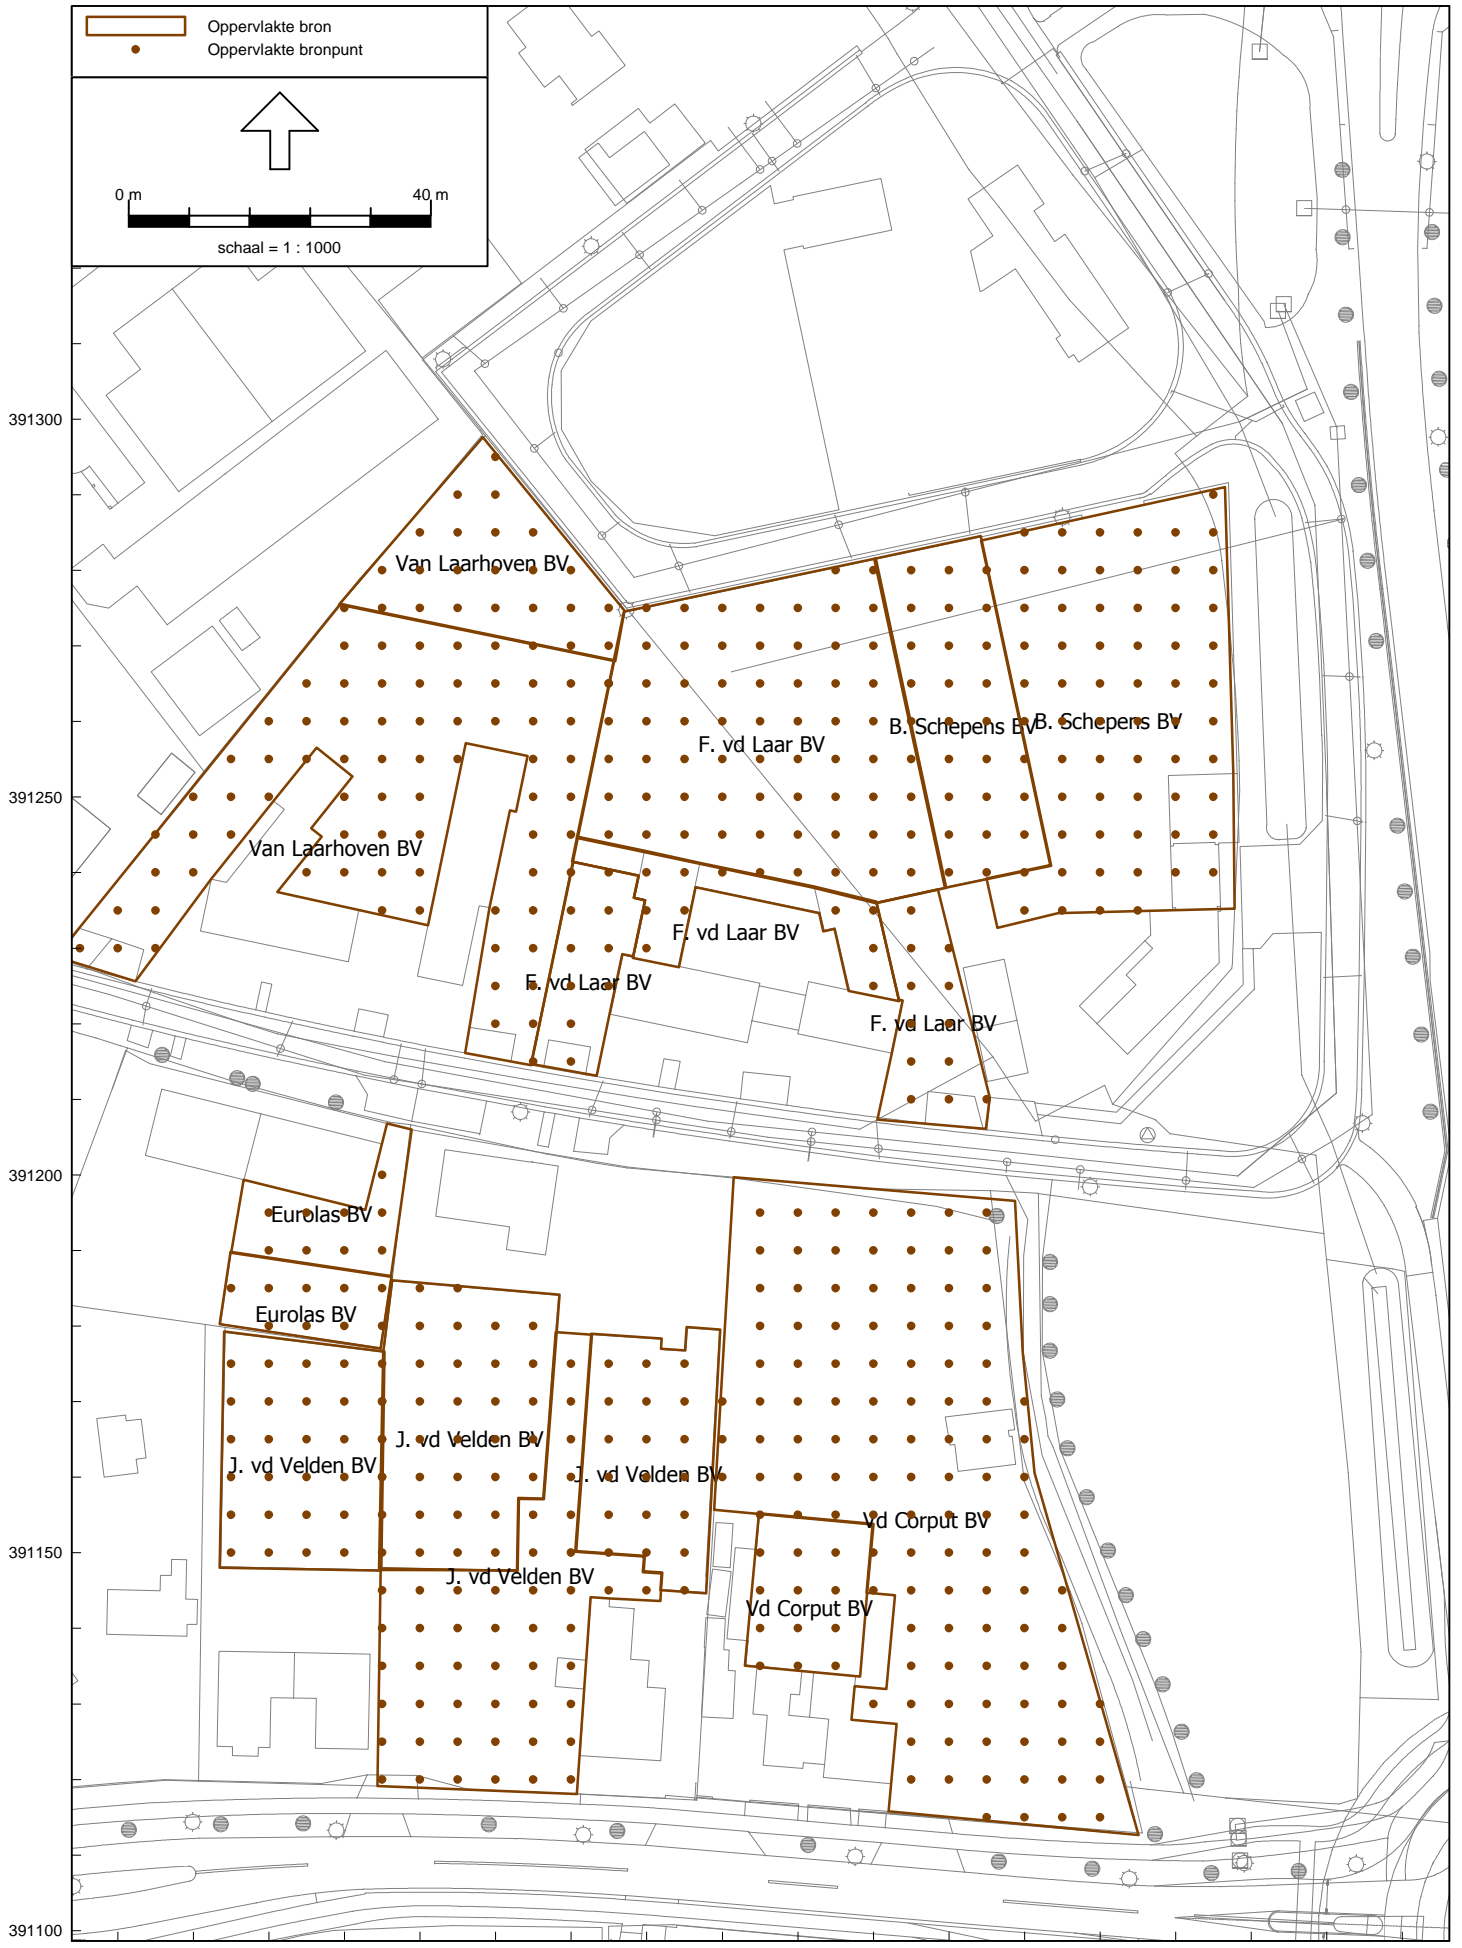 Oppervlakte bron
Oppervlakte bronpunt
0 m 40 m
schaal = 1 : 1000
391300
Van Laarhoven BV
B. Schepens BV
B. Schepens BV
F. vd Laar BV
391250
Van Laarhoven BV
F. vd Laar BV
F. vd Laar BV
F. vd Laar BV
391200
Eurolas BV
Eurolas BV
J. vd Velden BV
J. vd Velden BV
J. vd Velden BV
Vd Corput BV
391150
J. vd Velden BV
Vd Corput BV
391100